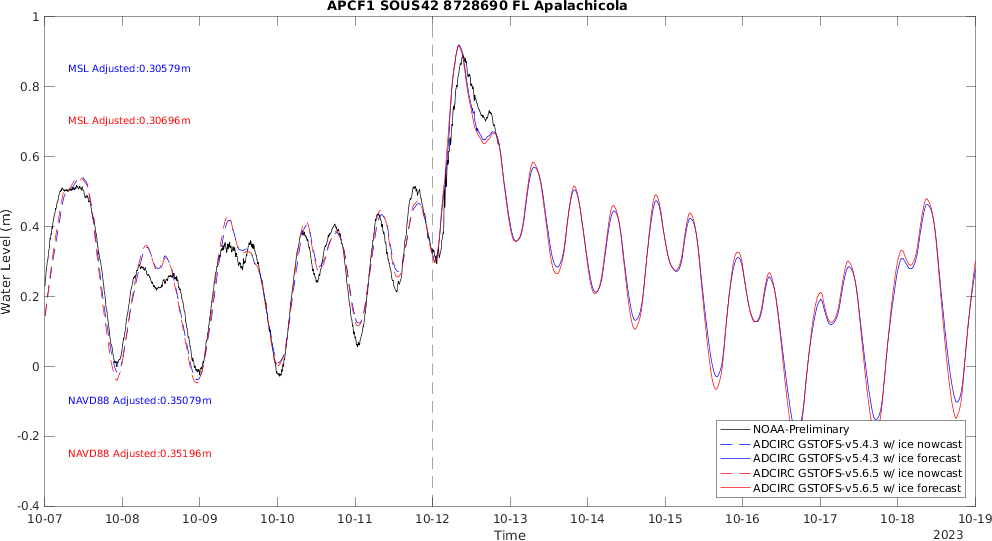 APCF1 SOUS42 8728690 FL Apalachicola
1
0.8
0.6
0.4
0.2
0
-0.2
-0.4
Water Level (m)
MSL Adjusted:0.30579m
MSL Adjusted:0.30696m
NAVD88 Adjusted:0.35079m
NAVD88 Adjusted:0.35196m
NOAA-Preliminary
ADCIRC GSTOFS-v5.4.3 w/ ice nowcast
ADCIRC GSTOFS-v5.4.3 w/ ice forecast
ADCIRC GSTOFS-v5.6.5 w/ ice nowcast
ADCIRC GSTOFS-v5.6.5 w/ ice forecast
10-07 10-08 10-09 10-10 10-11 10-12 10-13 10-14 10-15 10-16 10-17 10-18 10-19
Time
2023